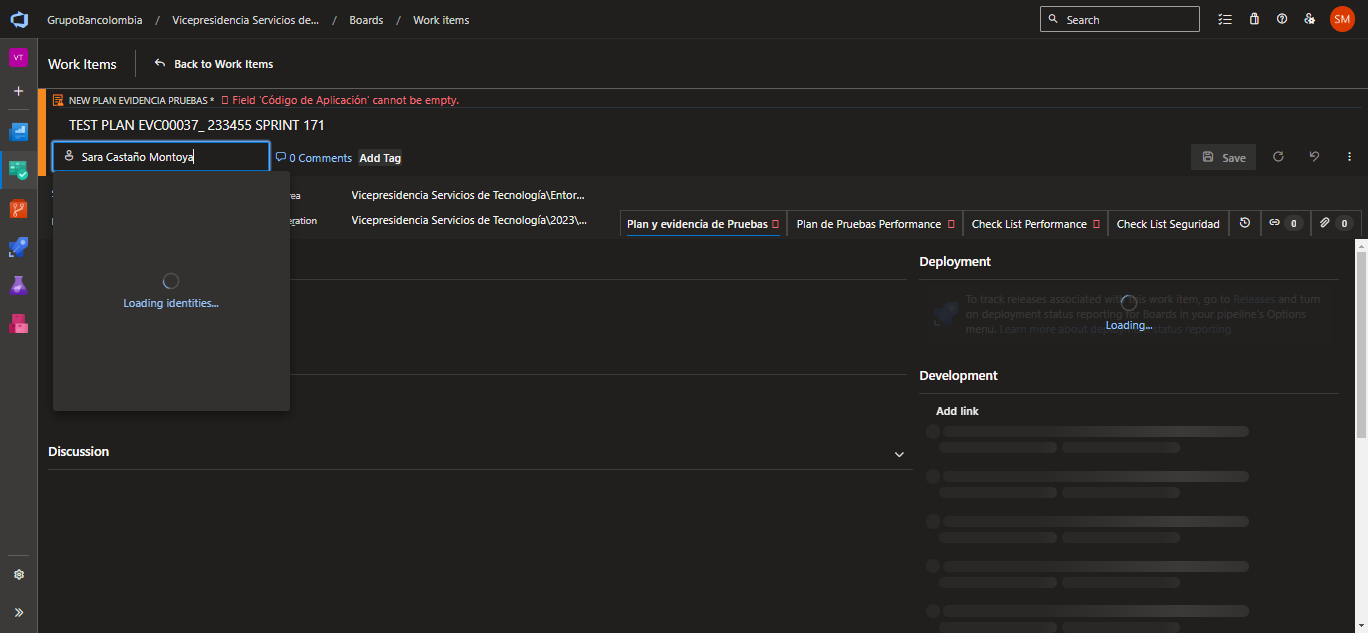 GrupoBancolombia / Vicepresidencia Servicios de... / Boards / Work items
Search
SM
VT
Work Items
Back to Work Items
NEW PLAN EVIDENCIA PRUEBAS * Field 'Código de Aplicación' cannot be empty.
TEST PLAN EVC00037_ 233455 SPRINT 171
Sara Castaño Montoya
0 Comments
Add Tag
Save
Vicepresidencia Servicios de Tecnología\Entor...
Vicepresidencia Servicios de Tecnología\2023\...
Plan y evidencia de Pruebas
Plan de Pruebas Performance
Check List Performance
Check List Seguridad
0
0
Loading identities...
Deployment
To track releases associated with this work item, go to Releases and turn
on deployment status reporting for Boards in your pipeline's Options
menu. Learn more about deployment status reporting
Loading...
Development
Add link
Discussion